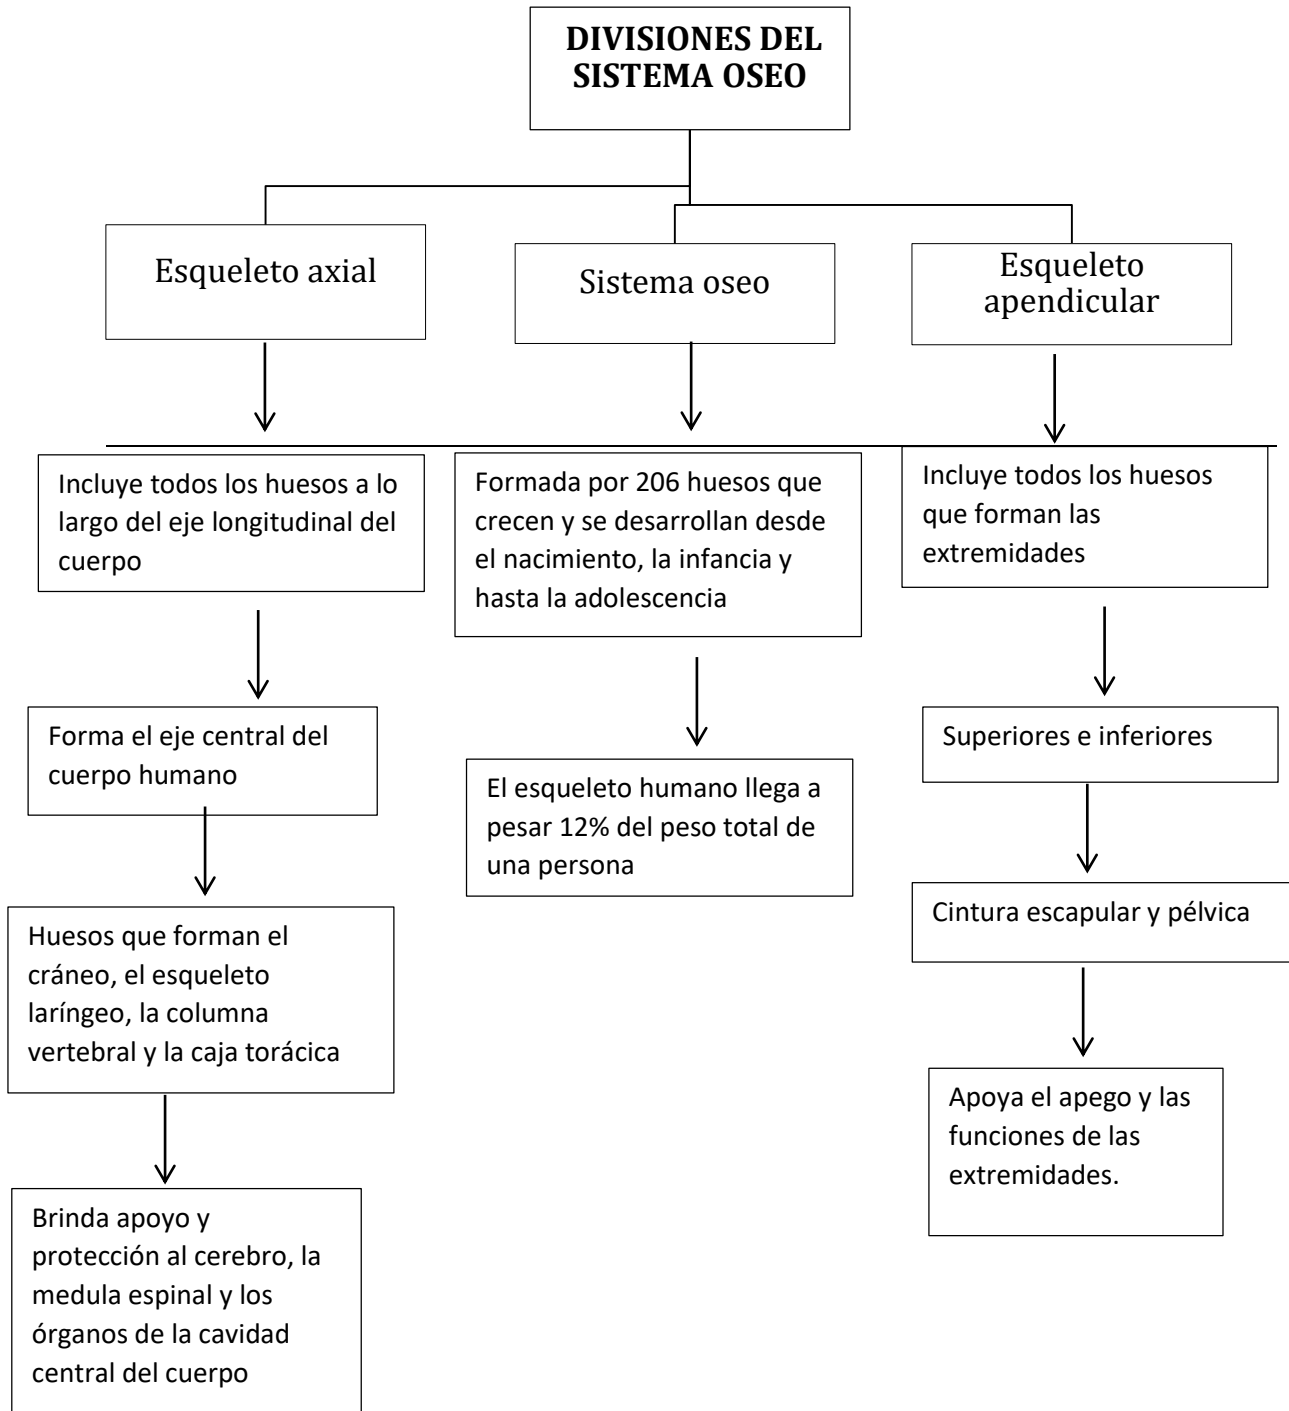 DIVISIONES DEL
SISTEMA OSEO
Esqueleto axial
Sistema oseo
Esqueleto
apendicular
Incluye todos los huesos a lo
largo del eje longitudinal del
cuerpo
Formada por 206 huesos que
crecen y se desarrollan desde
el nacimiento, la infancia y
hasta la adolescencia
Incluye todos los huesos
que forman las
extremidades
Forma el eje central del
cuerpo humano
El esqueleto humano llega a
pesar 12% del peso total de
una persona
Superiores e inferiores
Huesos que forman el
cráneo, el esqueleto
laríngeo, la columna
vertebral y la caja torácica
Cintura escapular y pélvica
Brinda apoyo y
protección al cerebro, la
medula espinal y los
órganos de la cavidad
central del cuerpo
Apoya el apego y las
funciones de las
extremidades.